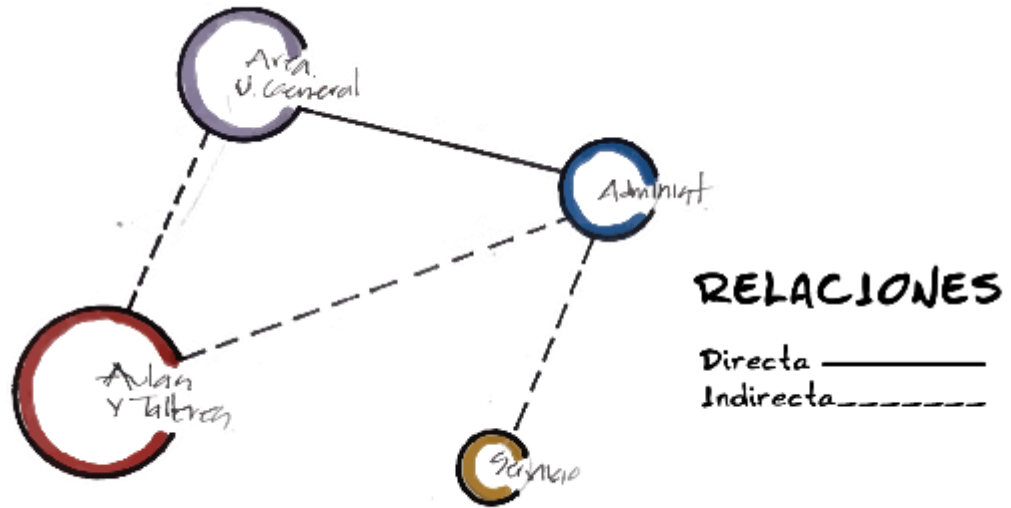 Area
U. General
Administ.
RELACIONES
Directa
Indirecta
Aulas
y Talleres
Servicio